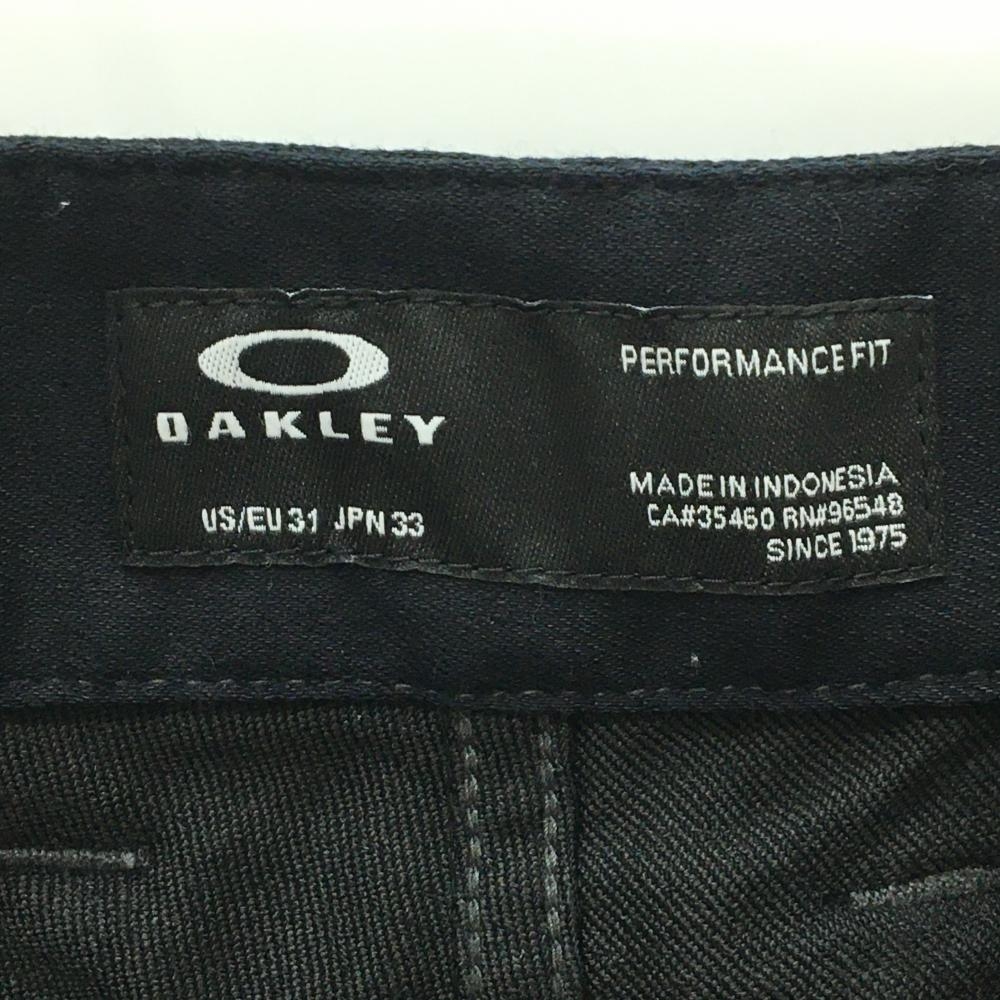 OAKLEY
US/EU 31 JPN 33
PERFORMANCE FIT
MADE IN INDONESIA
CA#35460 RN#96548
SINCE 1975